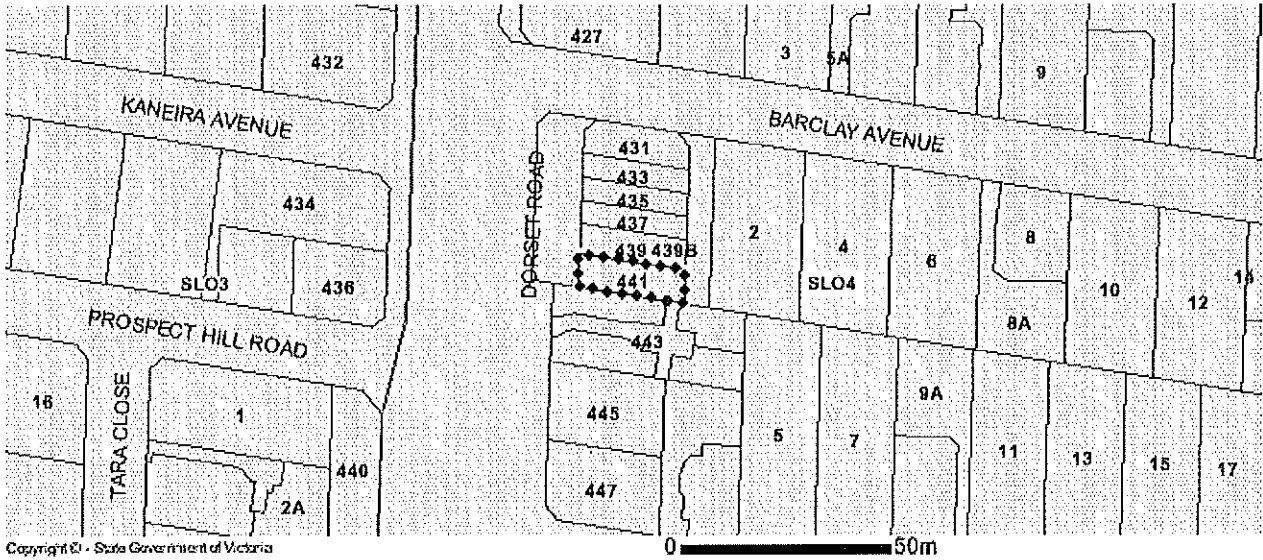 427
432
3
5A
9
KANEIRA AVENUE
BARCLAY AVENUE
431
433
435
437
439 439B
441
DORSET ROAD
434
436
SLO3
2
4
SLO4
6
8
8A
10
12
14
PROSPECT HILL ROAD
443
445
447
16
TARA CLOSE
1
440
2A
5
7
9A
11
13
15
17
Copyright © - State Government of Victoria
0 50m